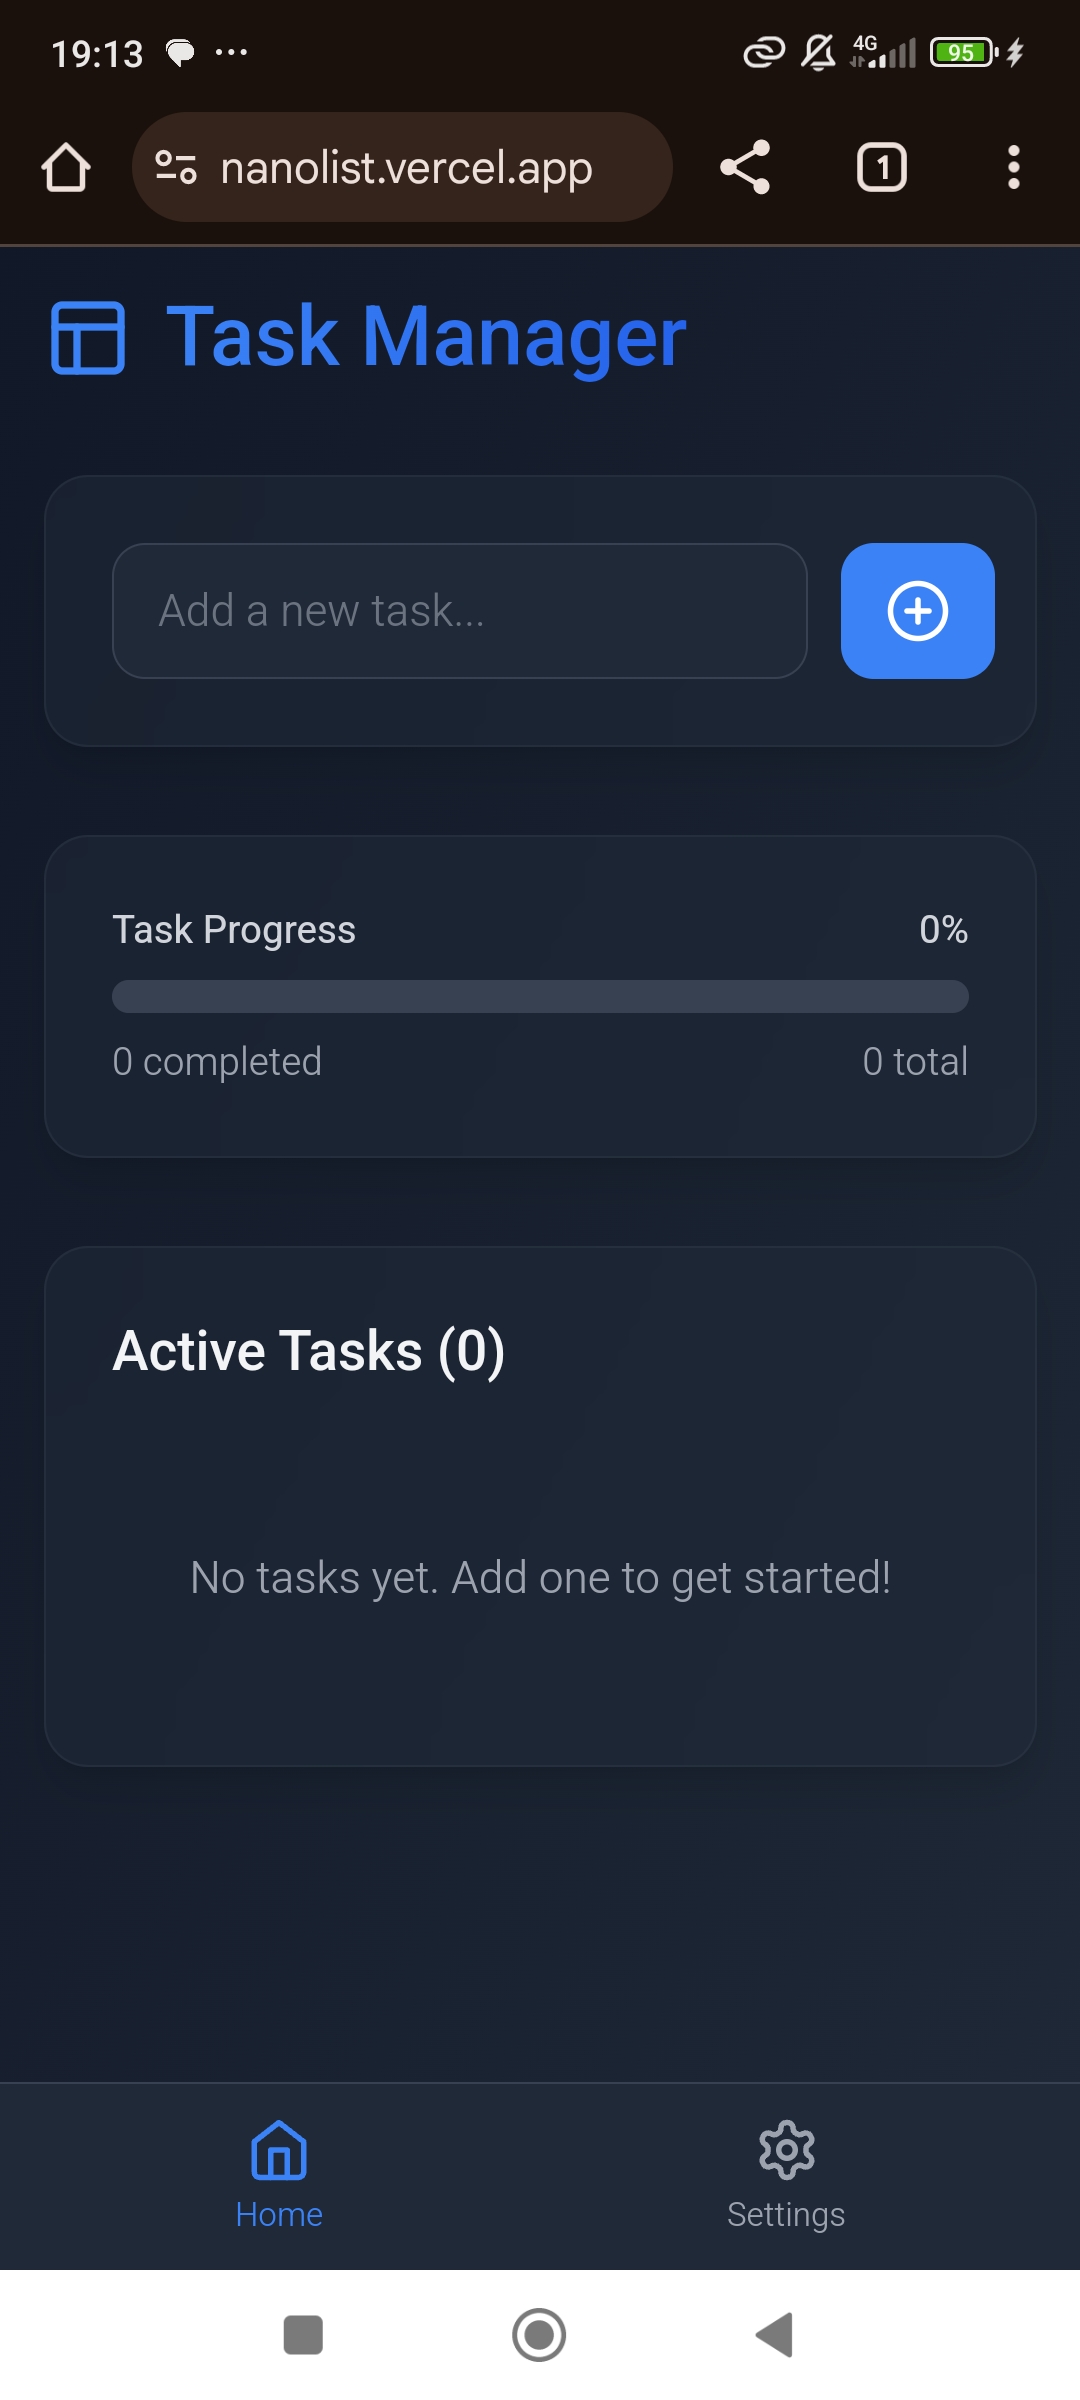 19:13
4G
95
nanolist.vercel.app
1
Task Manager
Add a new task...
Task Progress
0%
0 completed
0 total
Active Tasks (0)
No tasks yet. Add one to get started!
Home
Settings